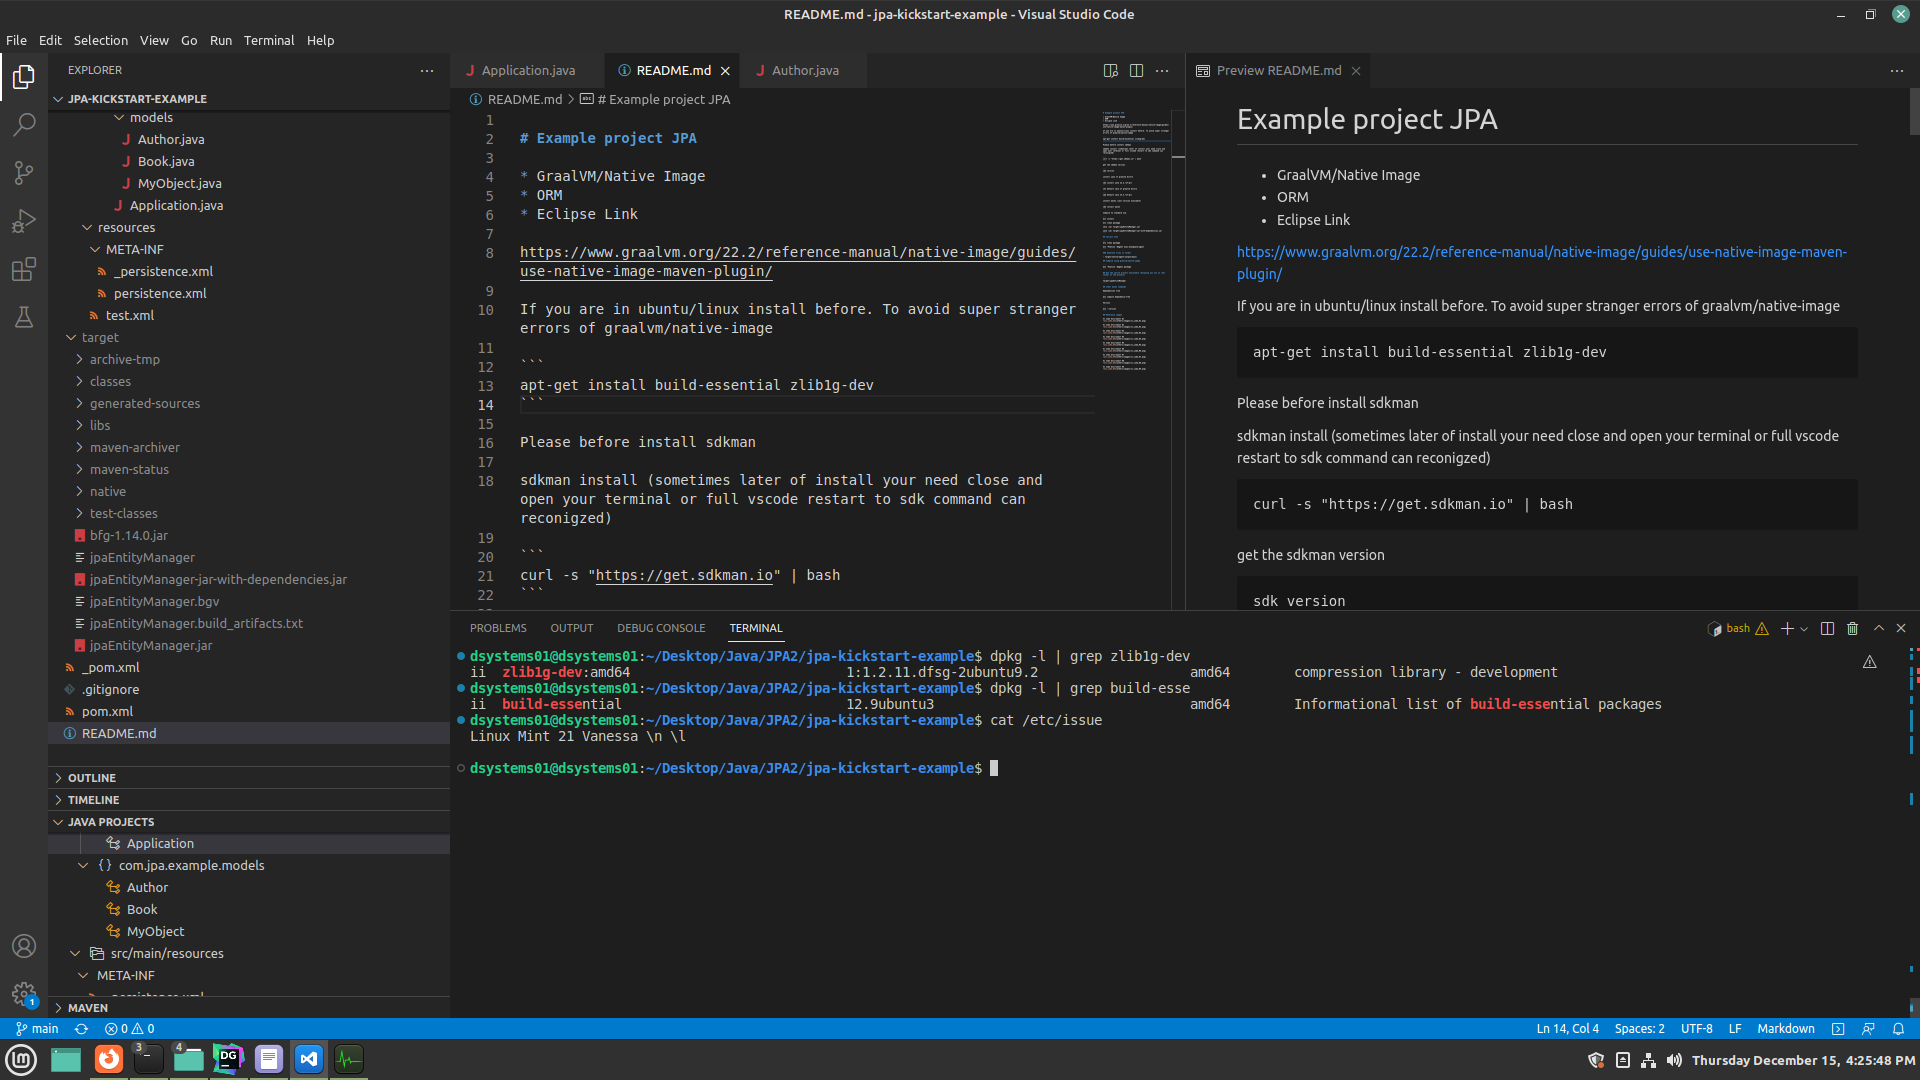 README.md - jpa-kickstart-example - Visual Studio Code
File Edit Selection View Go Run Terminal Help
EXPLORER
JPA-KICKSTART-EXAMPLE
models
Author.java
Book.java
MyObject.java
Application.java
resources
META-INF
_persistence.xml
persistence.xml
test.xml
target
archive-tmp
classes
generated-sources
libs
maven-archiver
maven-status
native
test-classes
bfg-1.14.0.jar
jpaEntityManager
jpaEntityManager-jar-with-dependencies.jar
jpaEntityManager.bgv
jpaEntityManager.build_artifacts.txt
jpaEntityManager.jar
_pom.xml
.gitignore
pom.xml
README.md
OUTLINE
TIMELINE
JAVA PROJECTS
Application
{} com.jpa.example.models
Author
Book
MyObject
src/main/resources
META-INF
MAVEN
Application.java README.md Author.java
README.md > # Example project JPA
1
2 # Example project JPA
3
4 * GraalVM/Native Image
5 * ORM
6 * Eclipse Link
7
8 https://www.graalvm.org/22.2/reference-manual/native-image/guides/
use-native-image-maven-plugin/
9
10 If you are in ubuntu/linux install before. To avoid super stranger
errors of graalvm/native-image
11
12 ```
13 apt-get install build-essential zlib1g-dev
14 ```
15
16 Please before install sdkman
17
18 sdkman install (sometimes later of install your need close and
open your terminal or full vscode restart to sdk command can
reconigzed)
19
20 ```
21 curl -s "https://get.sdkman.io" | bash
22 ```
Preview README.md
Example project JPA
• GraalVM/Native Image
• ORM
• Eclipse Link
https://www.graalvm.org/22.2/reference-manual/native-image/guides/use-native-image-maven-
plugin/
If you are in ubuntu/linux install before. To avoid super stranger errors of graalvm/native-image
apt-get install build-essential zlib1g-dev
Please before install sdkman
sdkman install (sometimes later of install your need close and open your terminal or full vscode
restart to sdk command can reconigzed)
curl -s "https://get.sdkman.io" | bash
get the sdkman version
sdk version
PROBLEMS OUTPUT DEBUG CONSOLE TERMINAL
bash
dsystems01@dsystems01:~/Desktop/Java/JPA2/jpa-kickstart-example$ dpkg -l | grep zlib1g-dev
ii zlib1g-dev:amd64 1:1.2.11.dfsg-2ubuntu9.2 amd64 compression library - development
dsystems01@dsystems01:~/Desktop/Java/JPA2/jpa-kickstart-example$ dpkg -l | grep build-esse
ii build-essential 12.9ubuntu3 amd64 Informational list of build-essential packages
dsystems01@dsystems01:~/Desktop/Java/JPA2/jpa-kickstart-example$ cat /etc/issue
Linux Mint 21 Vanessa \n \l
dsystems01@dsystems01:~/Desktop/Java/JPA2/jpa-kickstart-example$
1
main 0 0
Ln 14, Col 4 Spaces: 2 UTF-8 LF Markdown
3 4 DG
Thursday December 15, 4:25:48 PM